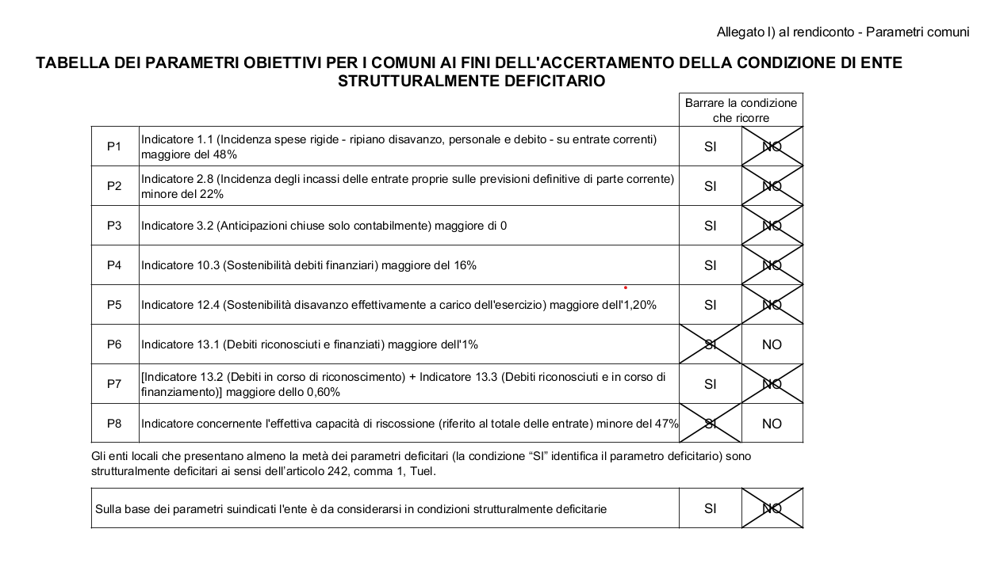 Allegato l) al rendiconto - Parametri comuni
TABELLA DEI PARAMETRI OBIETTIVI PER I COMUNI AI FINI DELL'ACCERTAMENTO DELLA CONDIZIONE DI ENTE
STRUTTURALMENTE DEFICITARIO
Barrare la condizione
che ricorre
P1
Indicatore 1.1 (Incidenza spese rigide - ripiano disavanzo, personale e debito - su entrate correnti)
maggiore del 48%
SI
NO
P2
Indicatore 2.8 (Incidenza degli incassi delle entrate proprie sulle previsioni definitive di parte corrente)
minore del 22%
SI
NO
P3
Indicatore 3.2 (Anticipazioni chiuse solo contabilmente) maggiore di 0
SI
NO
P4
Indicatore 10.3 (Sostenibilità debiti finanziari) maggiore del 16%
SI
NO
P5
Indicatore 12.4 (Sostenibilità disavanzo effettivamente a carico dell'esercizio) maggiore dell'1,20%
SI
NO
P6
Indicatore 13.1 (Debiti riconosciuti e finanziati) maggiore dell'1%
SI
NO
P7
[Indicatore 13.2 (Debiti in corso di riconoscimento) + Indicatore 13.3 (Debiti riconosciuti e in corso di
finanziamento)] maggiore dello 0,60%
SI
NO
P8
Indicatore concernente l'effettiva capacità di riscossione (riferito al totale delle entrate) minore del 47%
SI
NO
Gli enti locali che presentano almeno la metà dei parametri deficitari (la condizione “SI” identifica il parametro deficitario) sono
strutturalmente deficitari ai sensi dell’articolo 242, comma 1, Tuel.
Sulla base dei parametri suindicati l'ente è da considerarsi in condizioni strutturalmente deficitarie
SI
NO